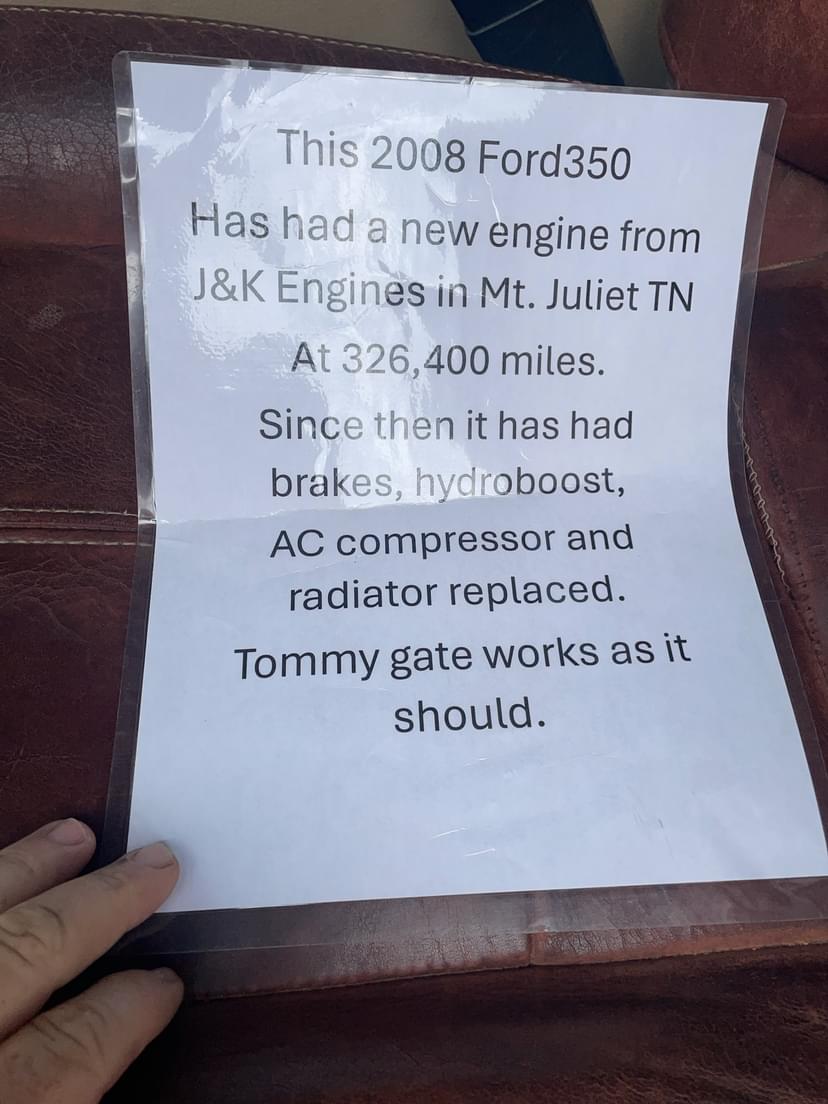 This 2008 Ford350
Has had a new engine from
J&K Engines in Mt. Juliet TN
At 326,400 miles.
Since then it has had
brakes, hydroboost,
AC compressor and
radiator replaced.
Tommy gate works as it
should.